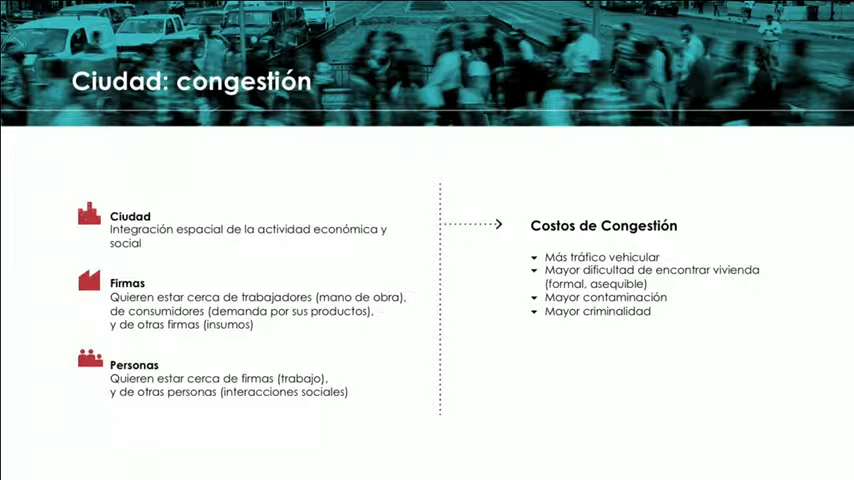 Ciudad: congestión
Ciudad
Integración espacial de la actividad económica y
social
Firmas
Quieren estar cerca de trabajadores (mano de obra),
de consumidores (demanda por sus productos),
y de otras firmas (insumos)
Personas
Quieren estar cerca de firmas (trabajo),
y de otras personas (interacciones sociales)
Costos de Congestión
Más tráfico vehicular
Mayor dificultad de encontrar vivienda
(formal, asequible)
Mayor contaminación
Mayor criminalidad